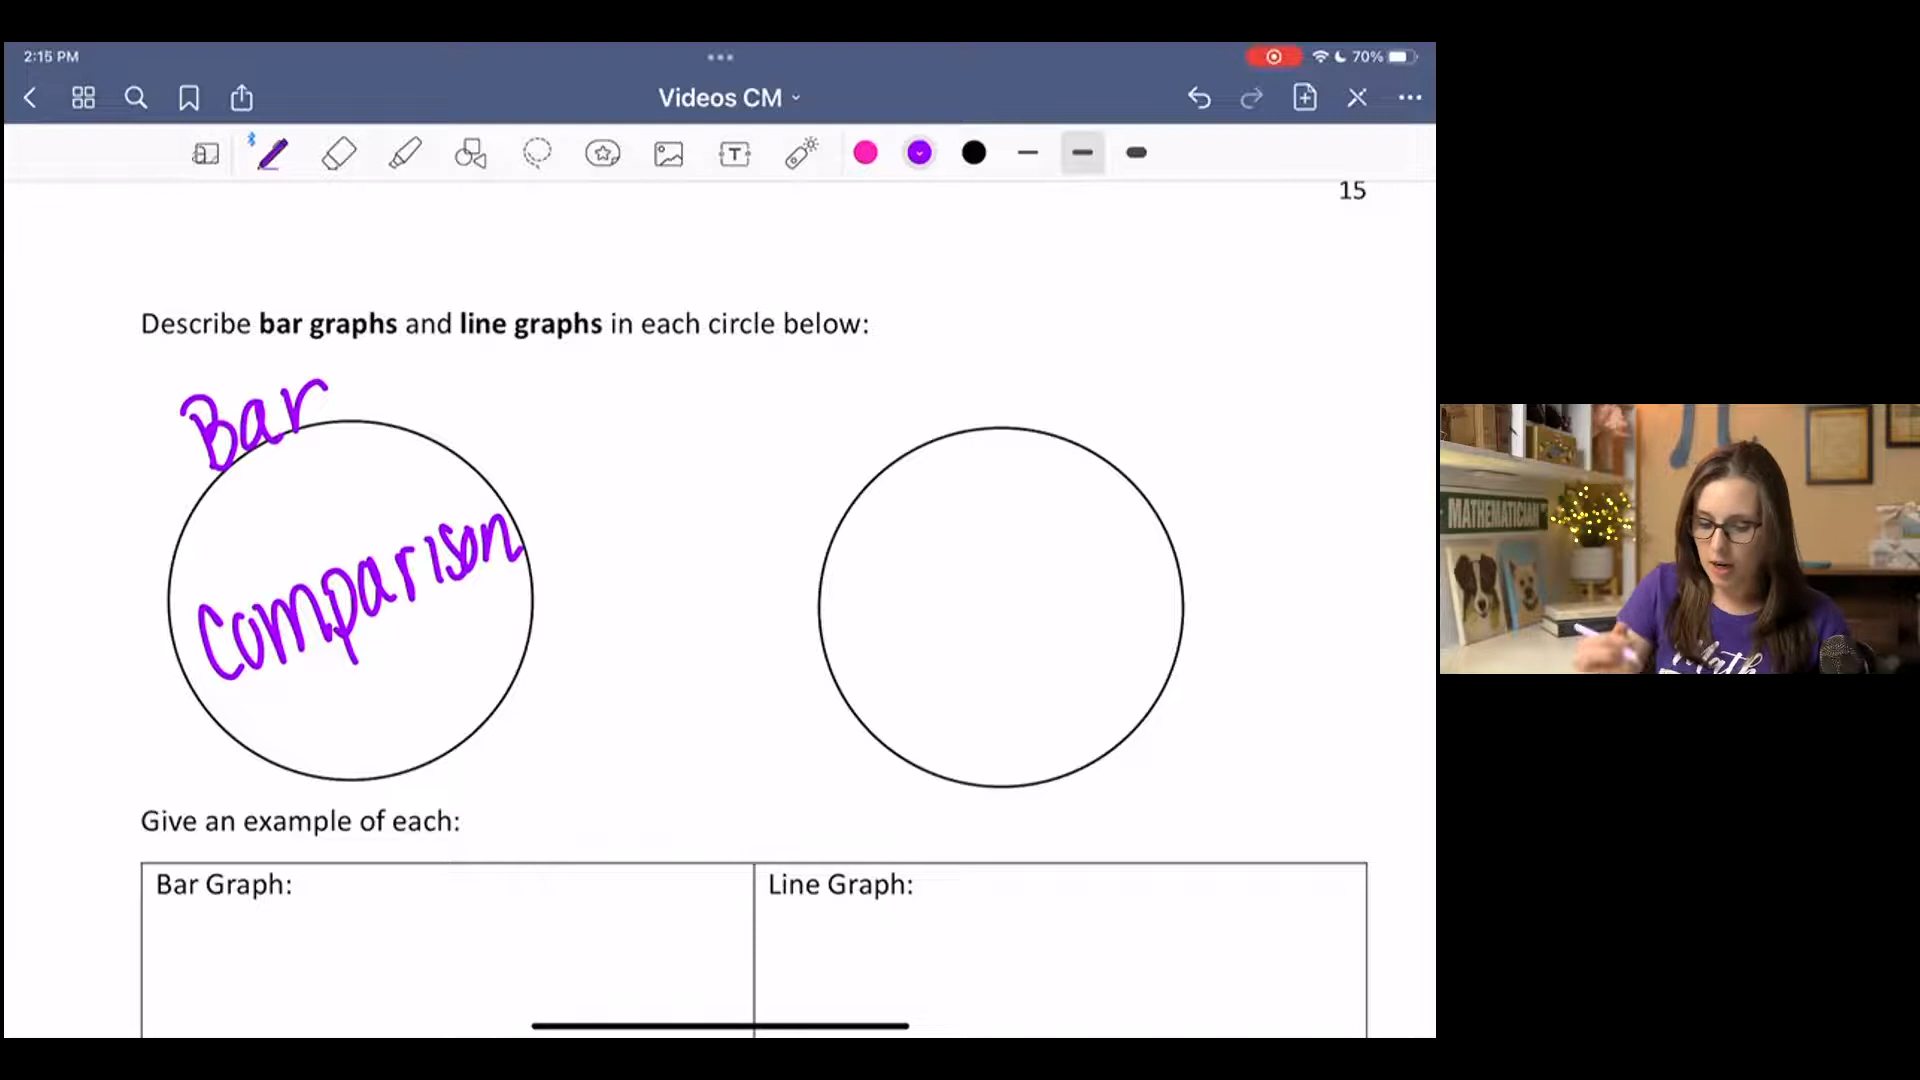 2:15 PM
70%
Videos CM
T
15
Describe bar graphs and line graphs in each circle below:
Bar
Comparison
MATHEMATICIAN
Math
Give an example of each:
Bar Graph:
Line Graph: